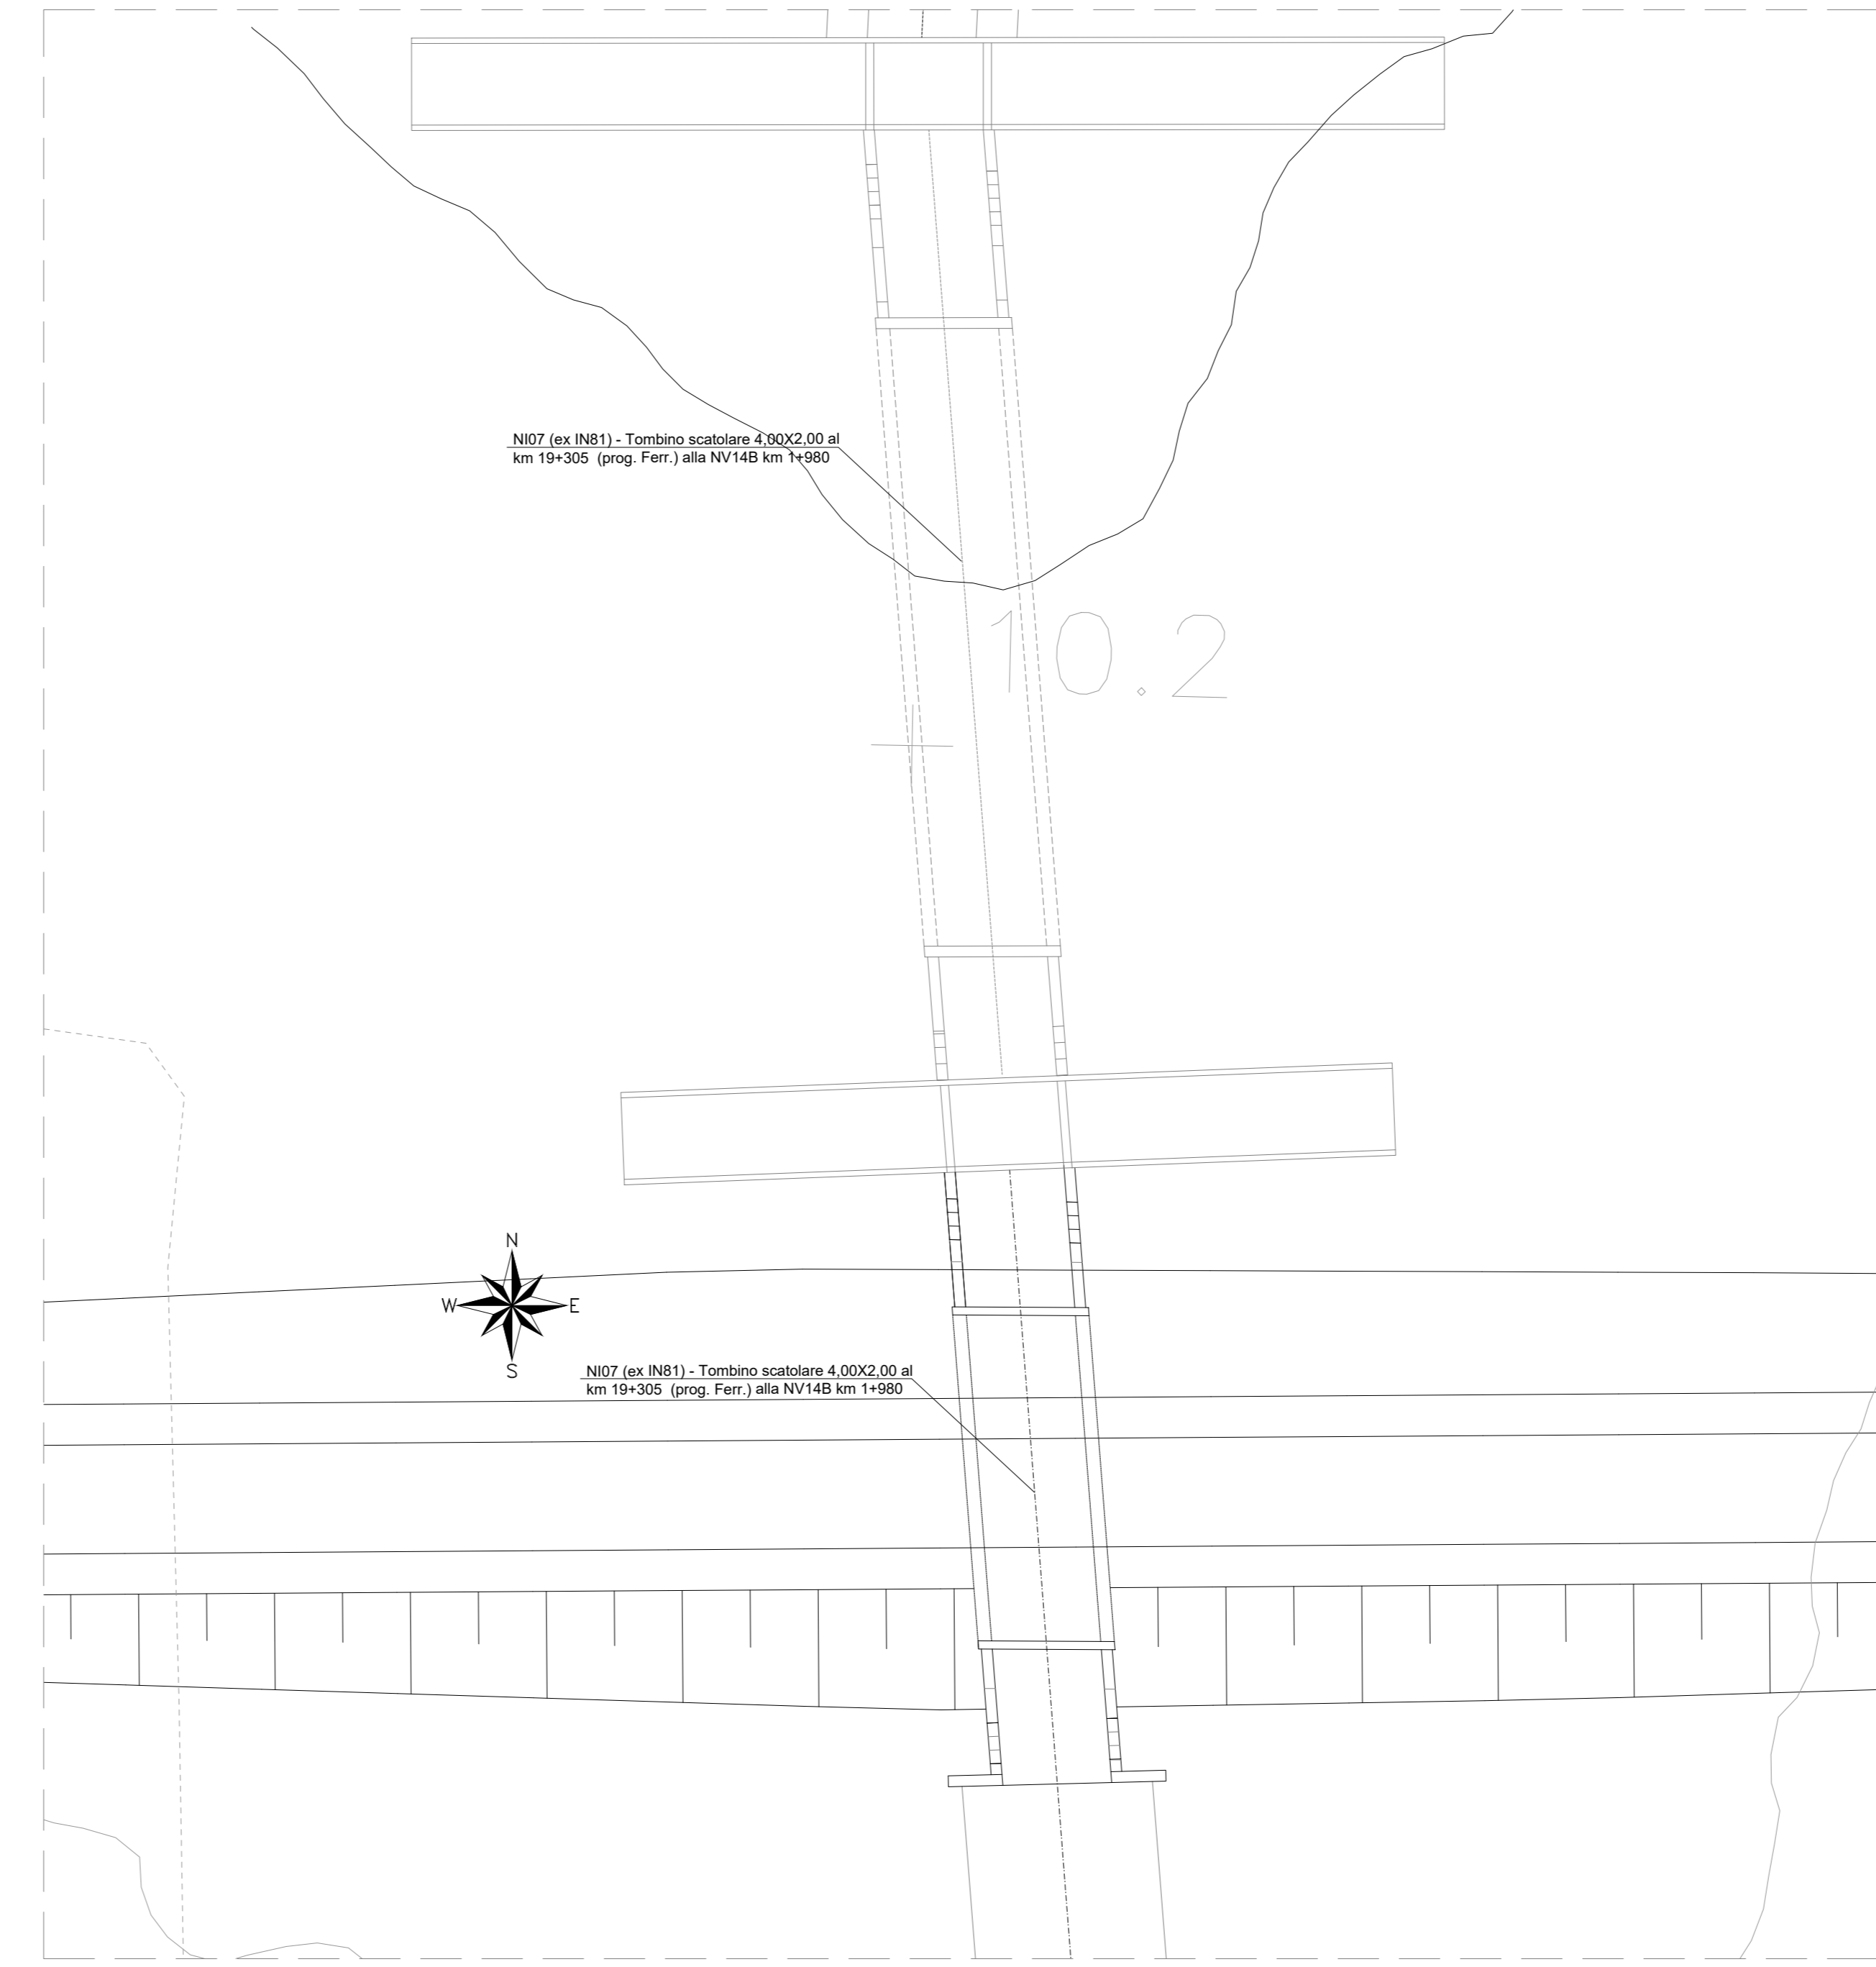 NI07 (ex IN81) - Tombino scatolare 4,00X2,00 al
km 19+305  (prog. Ferr.) alla NV14B km 1+980
10.2
N
W
E
S
NI07 (ex IN81) - Tombino scatolare 4,00X2,00 al
km 19+305  (prog. Ferr.) alla NV14B km 1+980